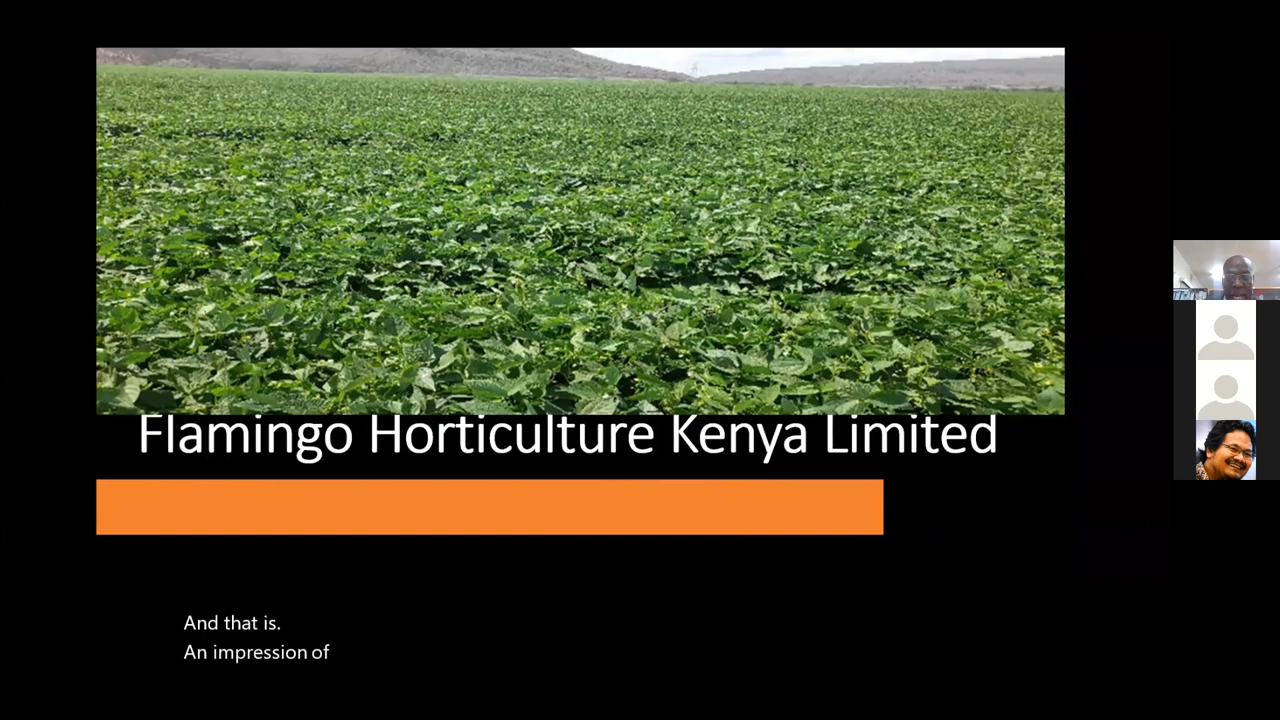 Flamingo Horticulture Kenya Limited
And that is.
An impression of